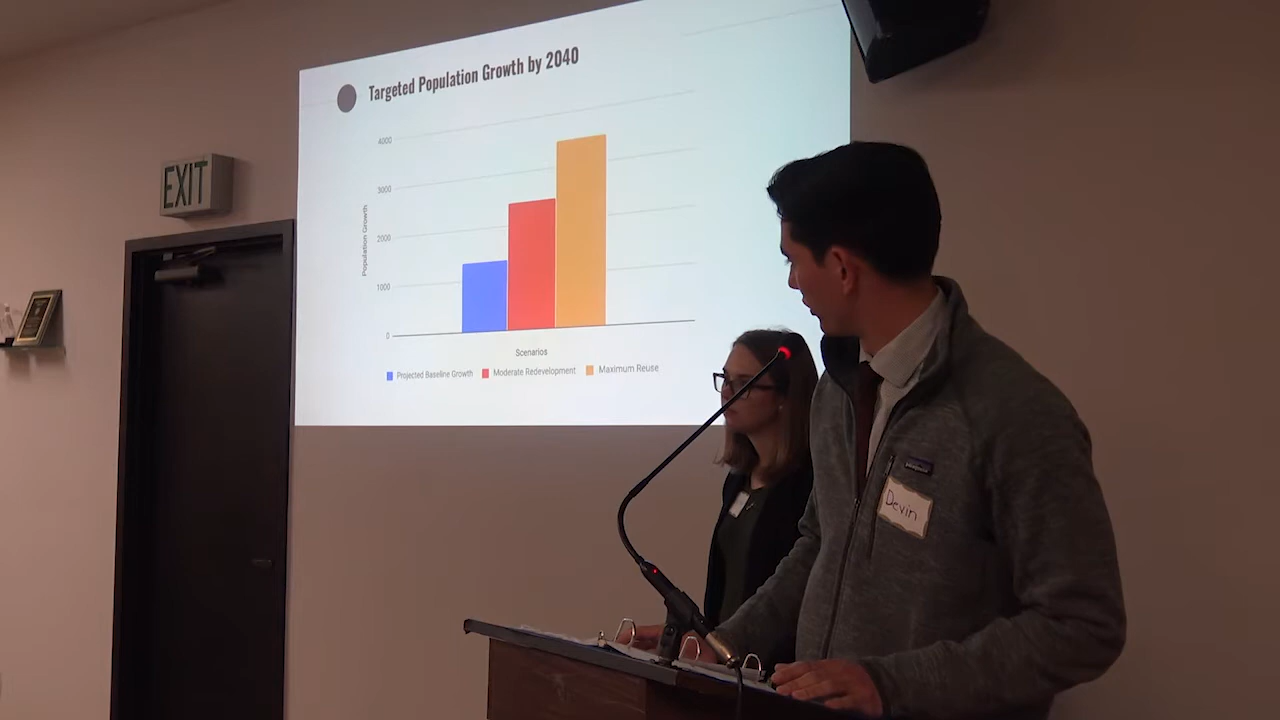 Targeted Population Growth by 2040
4000
3000
2000
1000
0
Population Growth
Scenarios
Projected Baseline Growth
Moderate Redevelopment
Maximum Reuse
EXIT
patagonia
Devin